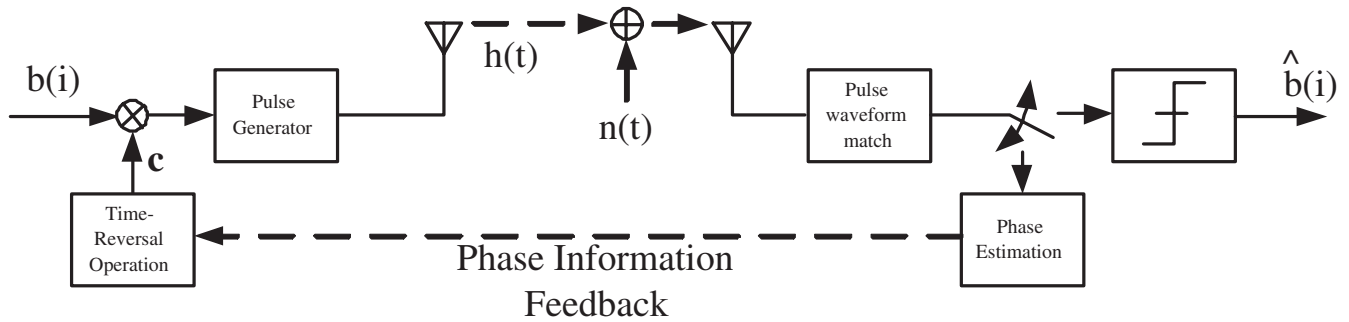 b(i)
Pulse
Generator
c
Time-
Reversal
Operation
h(t)
n(t)
Pulse
waveform
match
b̂(i)
Phase
Estimation
Phase Information
Feedback